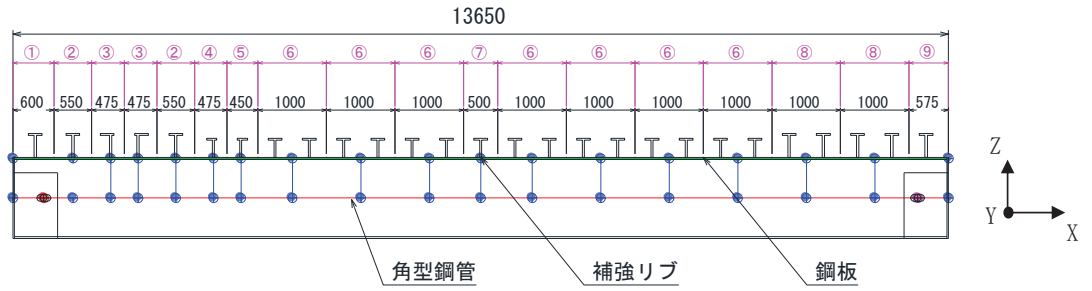 13650
① ② ③ ③ ② ④ ⑤ ⑥ ⑥ ⑥ ⑦ ⑥ ⑥ ⑥ ⑥ ⑧ ⑧ ⑨
600 550 475 475 550 475 450 1000 1000 1000 500 1000 1000 1000 1000 1000 1000 575
Z
Y
X
角型鋼管 補強リブ 鋼板